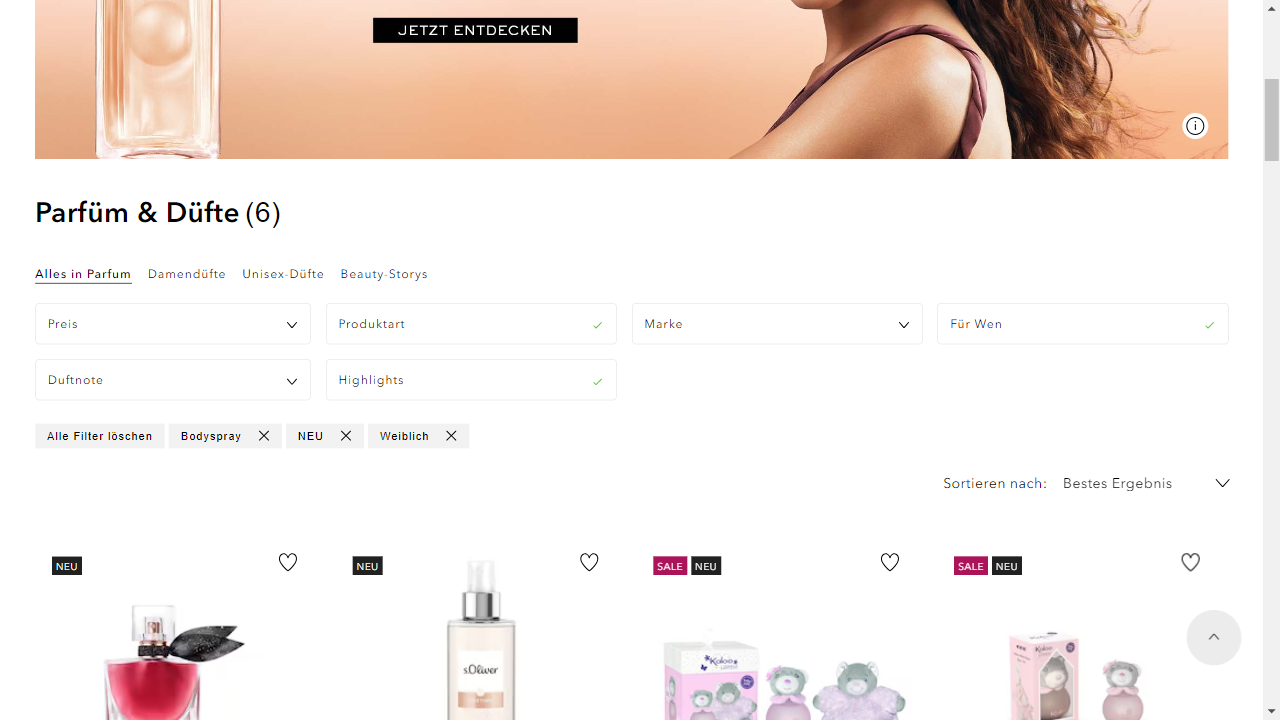 JETZT ENTDECKEN
Parfüm & Düfte (6)
Alles in Parfum Damendüfte Unisex-Düfte Beauty-Storys
Preis Produktart Marke Für Wen
Duftnote Highlights
Alle Filter löschen Bodyspray NEU Weiblich
Sortieren nach: Bestes Ergebnis
NEU NEU SALE NEU SALE NEU
s.Oliver
Kaloo
Kaloo